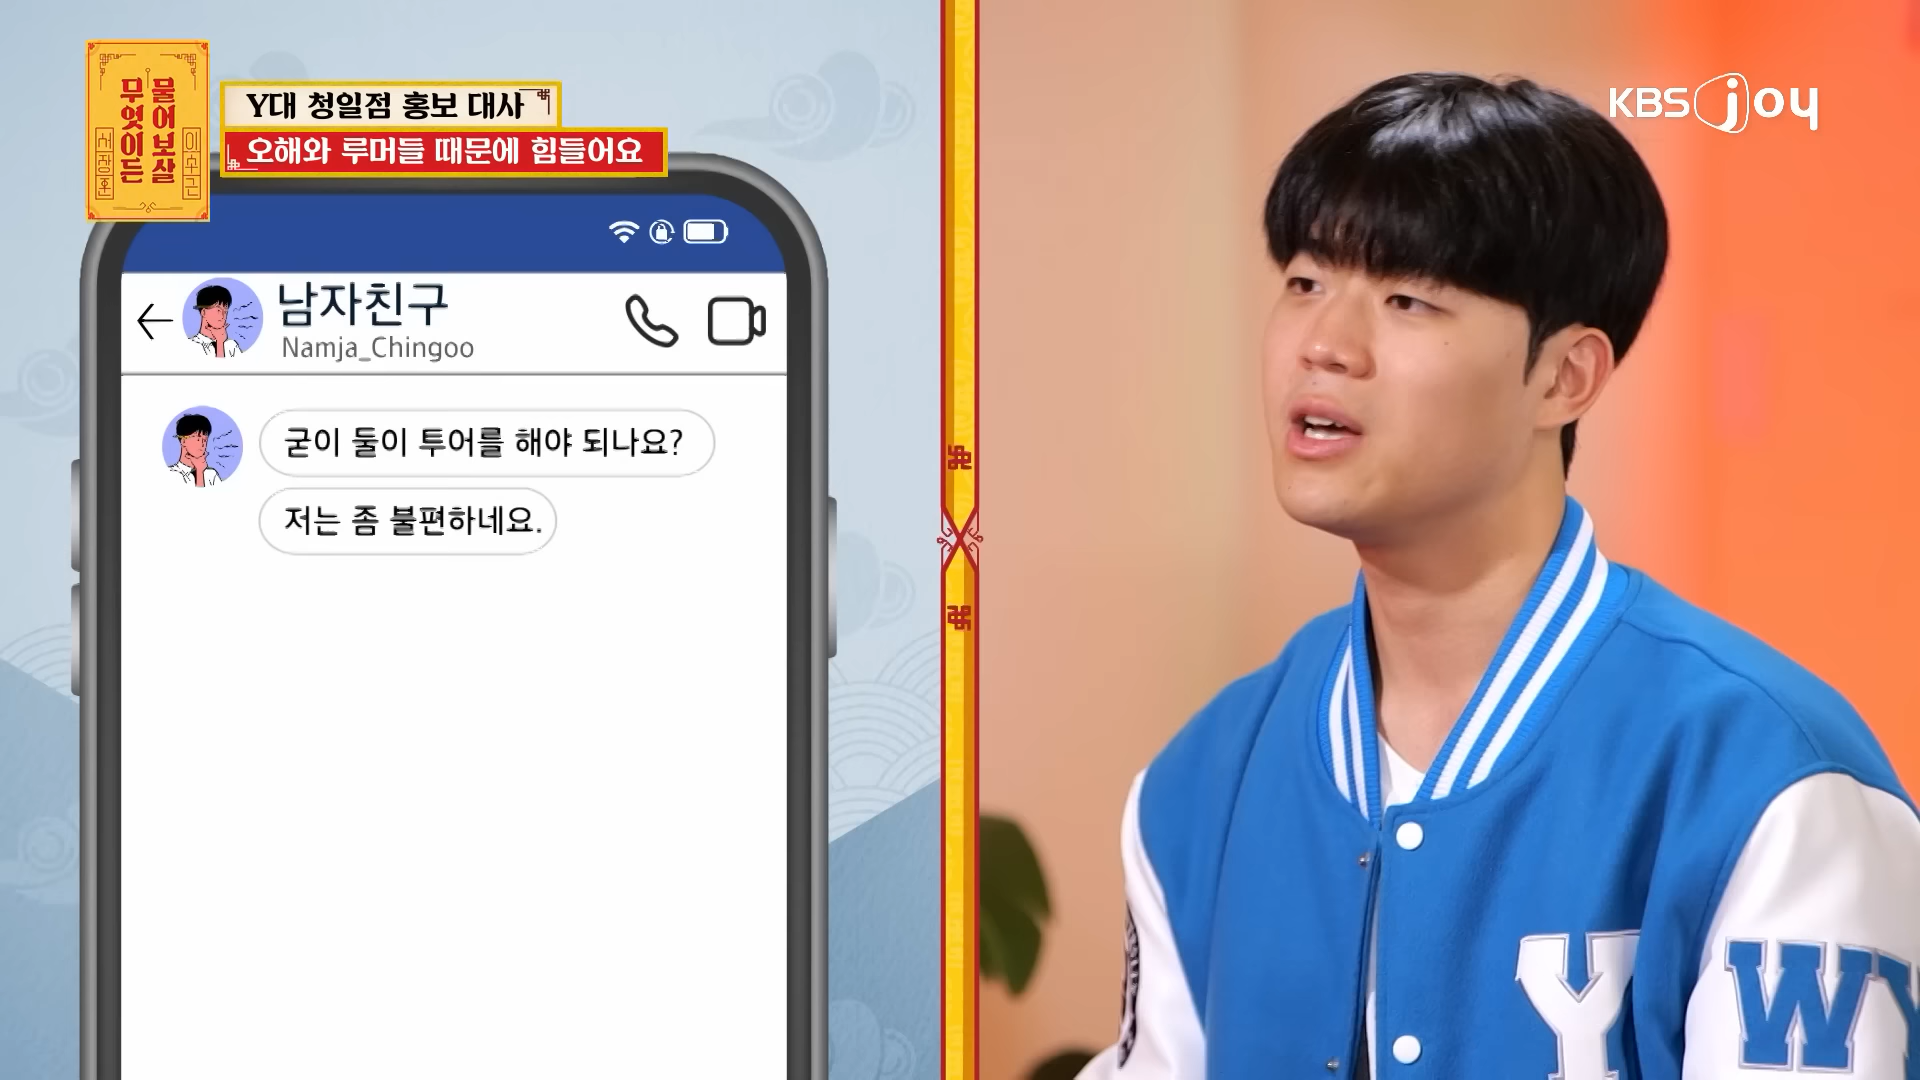 물어보살
무엇이든
이수근
서장훈
Y대 청일점 홍보 대사
오해와 루머들 때문에 힘들어요
KBS joy
남자친구
Namja_Chingoo
굳이 둘이 투어를 해야 되나요?
저는 좀 불편하네요.
Y
WY